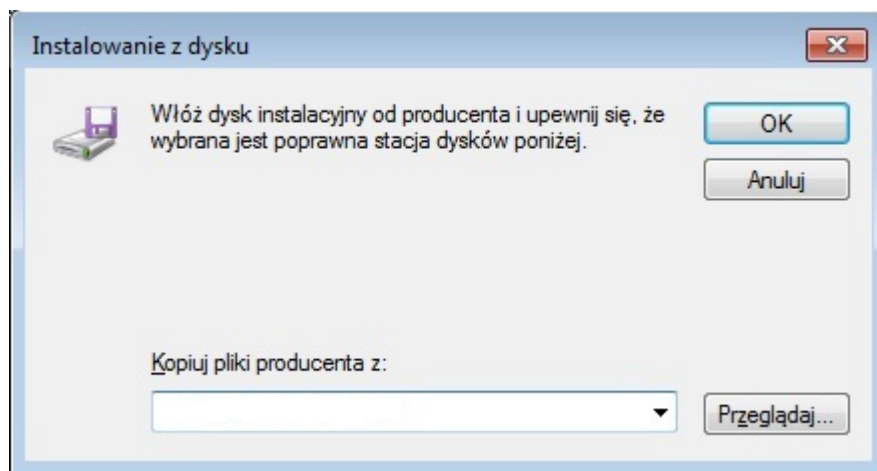 Instalowanie z dysku
Włóż dysk instalacyjny od producenta i upewnij się, że
wybrana jest poprawna stacja dysków poniżej.
OK
Anuluj
Kopiuj pliki producenta z:
Przeglądaj...